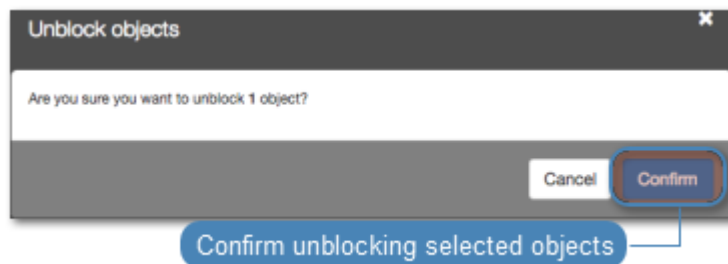 Unblock objects
Are you sure you want to unblock 1 object?
Cancel Confirm
Confirm unblocking selected objects